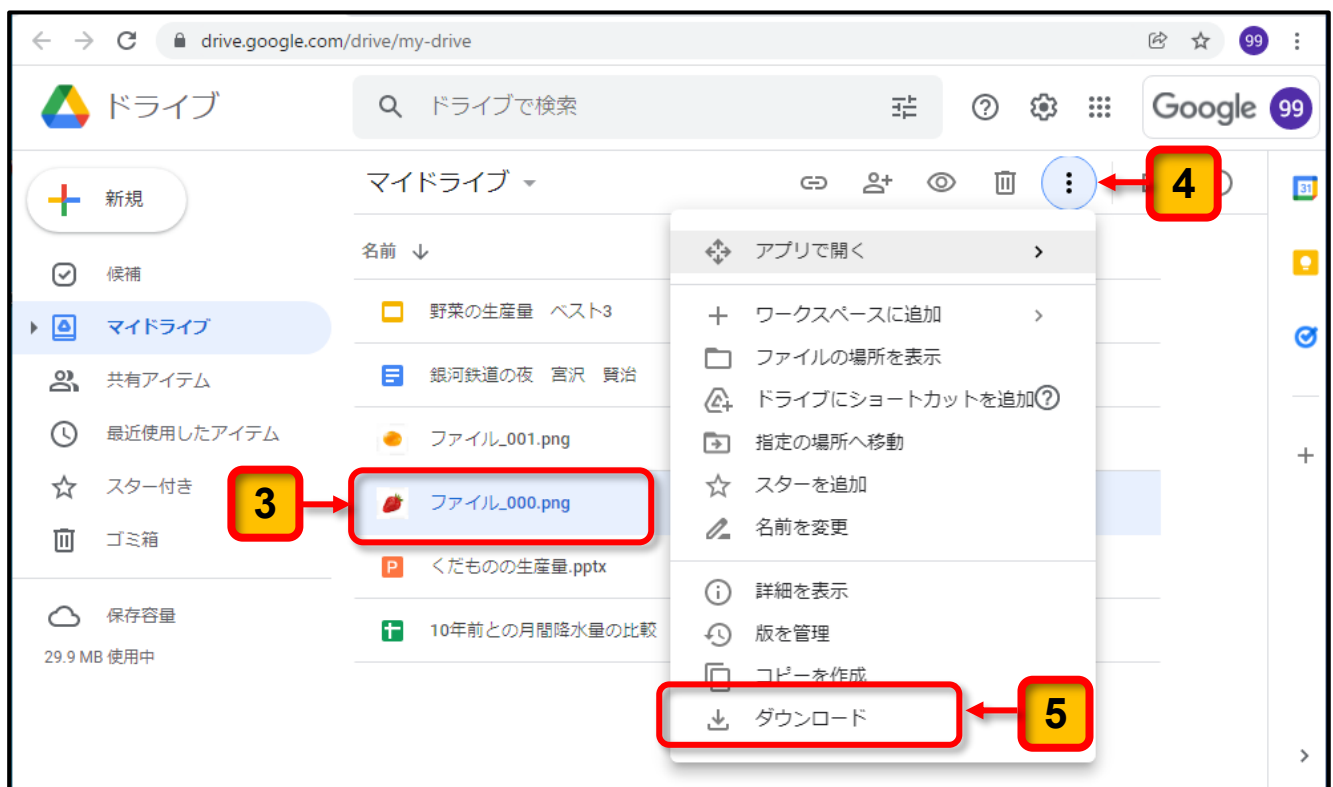 drive.google.com/drive/my-drive
99
ドライブ
ドライブで検索
Google 99
新規
マイドライブ
4
31
名前
アプリで開く
候補
野菜の生産量　ベスト3
ワークスペースに追加
マイドライブ
ファイルの場所を表示
共有アイテム
銀河鉄道の夜　宮沢　賢治
ドライブにショートカットを追加
最近使用したアイテム
ファイル_001.png
指定の場所へ移動
スター付き
3
ファイル_000.png
スターを追加
名前を変更
ゴミ箱
P くだものの生産量.pptx
詳細を表示
保存容量
10年前との月間降水量の比較
版を管理
29.9 MB 使用中
コピーを作成
ダウンロード
5